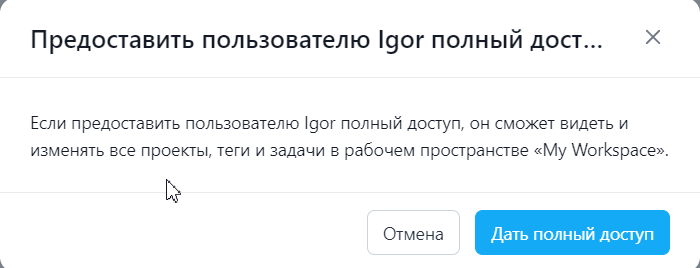 Предоставить пользователю Igor полный дост...
Если предоставить пользователю Igor полный доступ, он сможет видеть и
изменять все проекты, теги и задачи в рабочем пространстве «My Workspace».
Отмена
Дать полный доступ